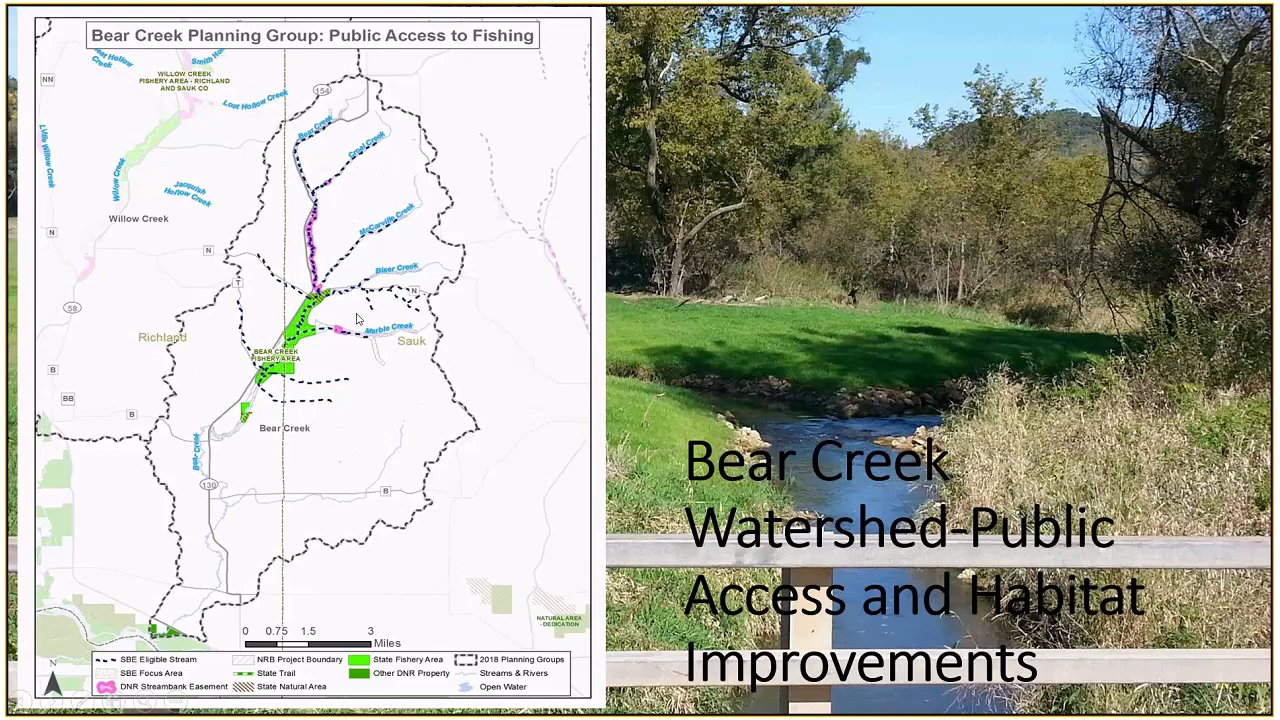 Bear Creek Planning Group: Public Access to Fishing
Smith Ho
NN
WILLOW CREEK
FISHERY AREA - RICHLAND
AND SAUK CO
154
Lost Hollow Creek
Bear Creek
Croal Creek
Little Willow Creek
Willow Creek
Jacquish
Hollow Creek
Willow Creek
McCarville Creek
N
N
T
Biser Creek
N
58
Richland
Marble Creek
Sauk
BEAR CREEK
FISHERY AREA
B
BB
B
Bear Creek
Bear Creek
130
B
Bear Creek
Watershed-Public
Access and Habitat
Improvements
NATURAL AREA
- DEDICATION
0 0.75 1.5 3
Miles
N
SBE Eligible Stream
NRB Project Boundary
State Fishery Area
2018 Planning Groups
SBE Focus Area
State Trail
Other DNR Property
Streams & Rivers
DNR Streambank Easement
State Natural Area
Open Water